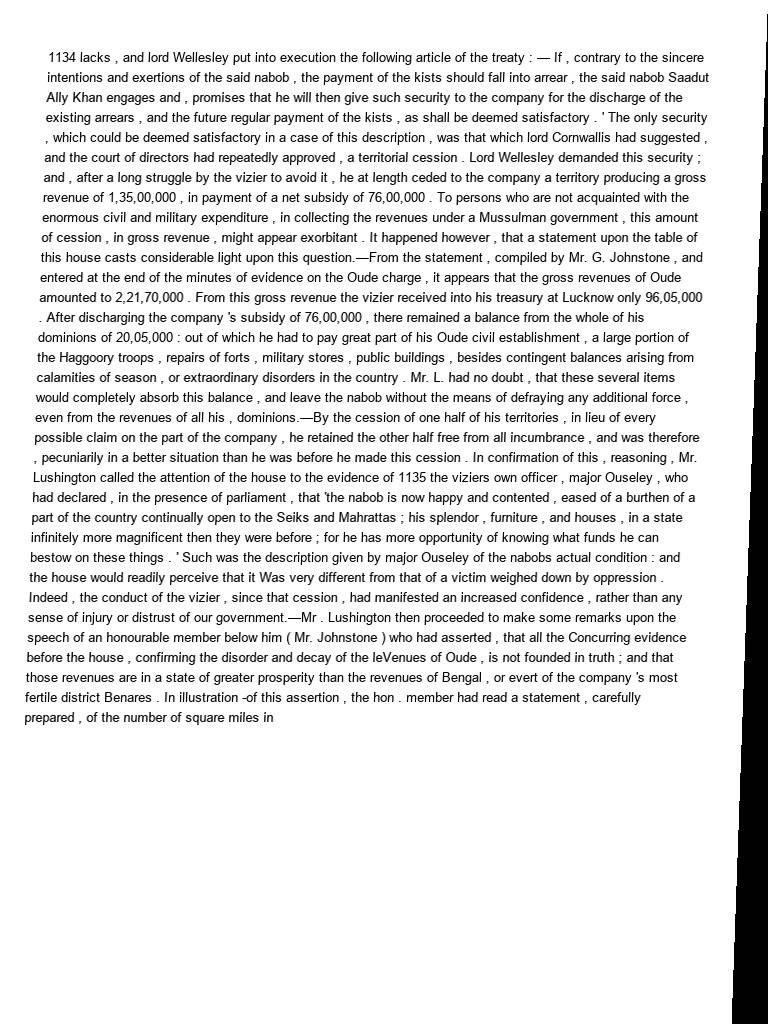 1134 lacks , and lord Wellesley put into execution the following article of the treaty : — If , contrary to the sincere
intentions and exertions of the said nabob , the payment of the kists should fall into arrear , the said nabob Saadut
Ally Khan engages and , promises that he will then give such security to the company for the discharge of the
existing arrears , and the future regular payment of the kists , as shall be deemed satisfactory . ' The only security
, which could be deemed satisfactory in a case of this description , was that which lord Cornwallis had suggested ,
and the court of directors had repeatedly approved , a territorial cession . Lord Wellesley demanded this security ;
and , after a long struggle by the vizier to avoid it , he at length ceded to the company a territory producing a gross
revenue of 1,35,00,000 , in payment of a net subsidy of 76,00,000 . To persons who are not acquainted with the
enormous civil and military expenditure , in collecting the revenues under a Mussulman government , this amount
of cession , in gross revenue , might appear exorbitant . It happened however , that a statement upon the table of
this house casts considerable light upon this question.—From the statement , compiled by Mr. G. Johnstone , and
entered at the end of the minutes of evidence on the Oude charge , it appears that the gross revenues of Oude
amounted to 2,21,70,000 . From this gross revenue the vizier received into his treasury at Lucknow only 96,05,000
. After discharging the company 's subsidy of 76,00,000 , there remained a balance from the whole of his
dominions of 20,05,000 : out of which he had to pay great part of his Oude civil establishment , a large portion of
the Haggoory troops , repairs of forts , military stores , public buildings , besides contingent balances arising from
calamities of season , or extraordinary disorders in the country . Mr. L. had no doubt , that these several items
would completely absorb this balance , and leave the nabob without the means of defraying any additional force ,
even from the revenues of all his , dominions.—By the cession of one half of his territories , in lieu of every
possible claim on the part of the company , he retained the other half free from all incumbrance , and was therefore
, pecuniarily in a better situation than he was before he made this cession . In confirmation of this , reasoning , Mr.
Lushington called the attention of the house to the evidence of 1135 the viziers own officer , major Ouseley , who
had declared , in the presence of parliament , that 'the nabob is now happy and contented , eased of a burthen of a
part of the country continually open to the Seiks and Mahrattas ; his splendor , furniture , and houses , in a state
infinitely more magnificent then they were before ; for he has more opportunity of knowing what funds he can
bestow on these things . ' Such was the description given by major Ouseley of the nabobs actual condition : and
the house would readily perceive that it Was very different from that of a victim weighed down by oppression .
Indeed , the conduct of the vizier , since that cession , had manifested an increased confidence , rather than any
sense of injury or distrust of our government.—Mr . Lushington then proceeded to make some remarks upon the
speech of an honourable member below him ( Mr. Johnstone ) who had asserted , that all the Concurring evidence
before the house , confirming the disorder and decay of the leVenues of Oude , is not founded in truth ; and that
those revenues are in a state of greater prosperity than the revenues of Bengal , or evert of the company 's most
fertile district Benares . In illustration -of this assertion , the hon . member had read a statement , carefully
prepared , of the number of square miles in